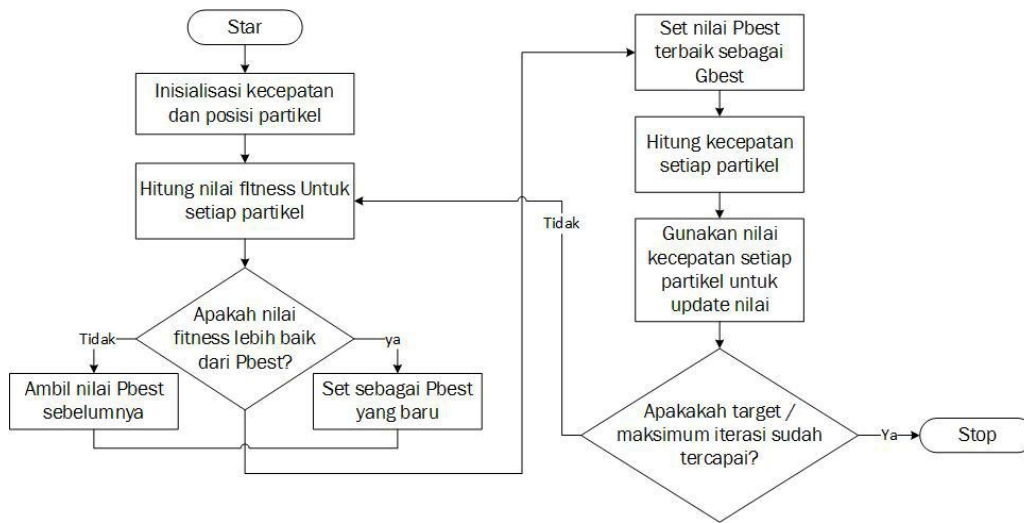 Star
Inisialisasi kecepatan
dan posisi partikel
Hitung nilai fItness Untuk
setiap partikel
Apakah nilai
fitness lebih baik
dari Pbest?
Tidak
ya
Ambil nilai Pbest
sebelumnya
Set sebagai Pbest
yang baru
Set nilai Pbest
terbaik sebagai
Gbest
Hitung kecepatan
setiap partikel
Gunakan nilai
kecepatan setiap
partikel untuk
update nilai
Apakakah target /
maksimum iterasi sudah
tercapai?
Tidak
Ya
Stop